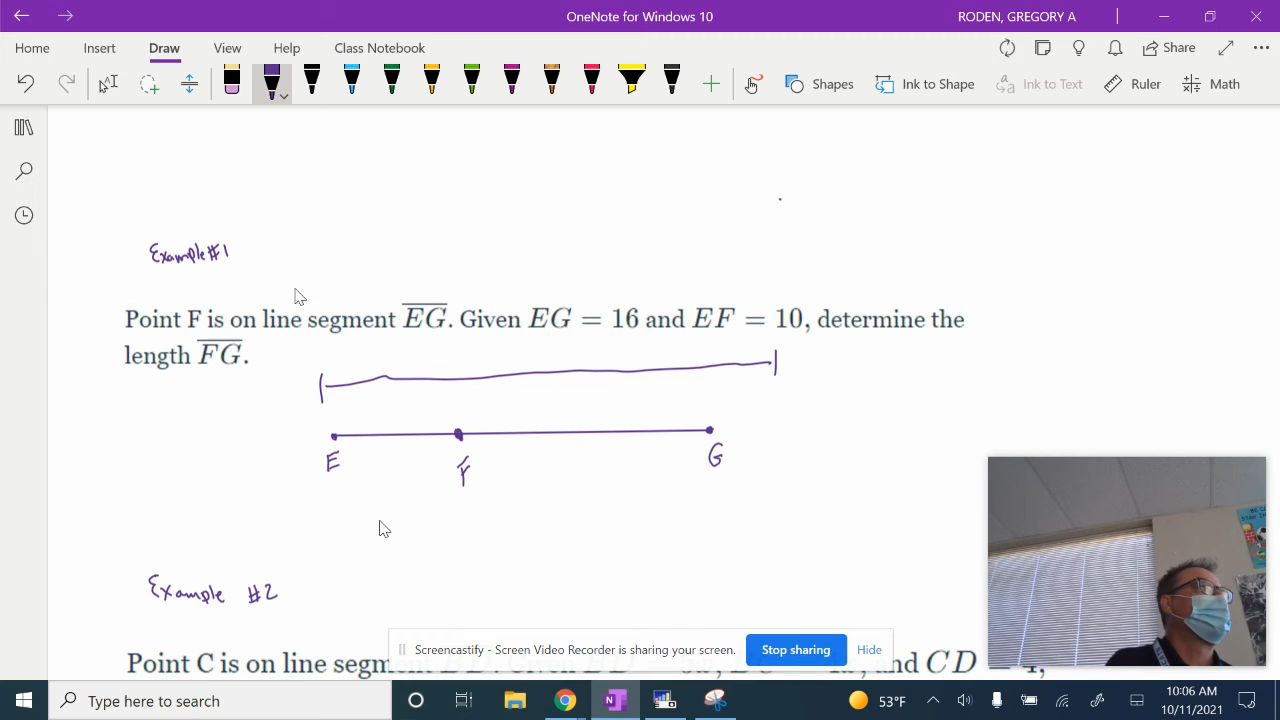 OneNote for Windows 10
RODEN, GREGORY A
Home Insert Draw View Help Class Notebook Share
Shapes Ink to Shape Ink to Text Ruler Math
Example #1
Point F is on line segment EG. Given EG = 16 and EF = 10, determine the
length FG.
E F G
Example #2
Screencastify - Screen Video Recorder is sharing your screen. Stop sharing Hide
Point C is on line segment and CD = 4,
Type here to search
53°F
10:06 AM
10/11/2021